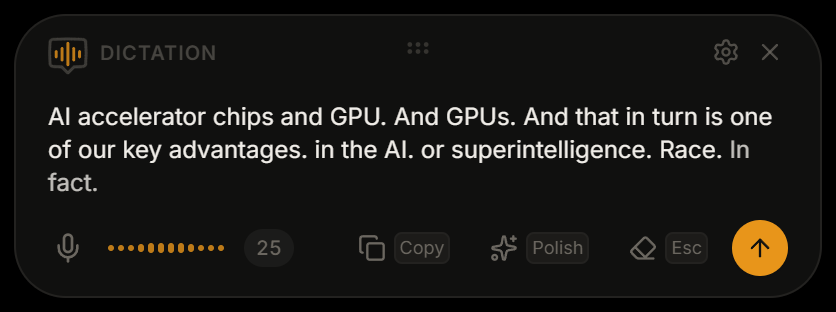 DICTATION
AI accelerator chips and GPU. And GPUs. And that in turn is one
of our key advantages. in the AI. or superintelligence. Race. In
fact.
25 Copy Polish Esc